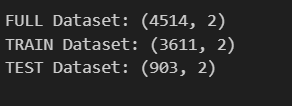 FULL Dataset: (4514, 2)
TRAIN Dataset: (3611, 2)
TEST Dataset: (903, 2)